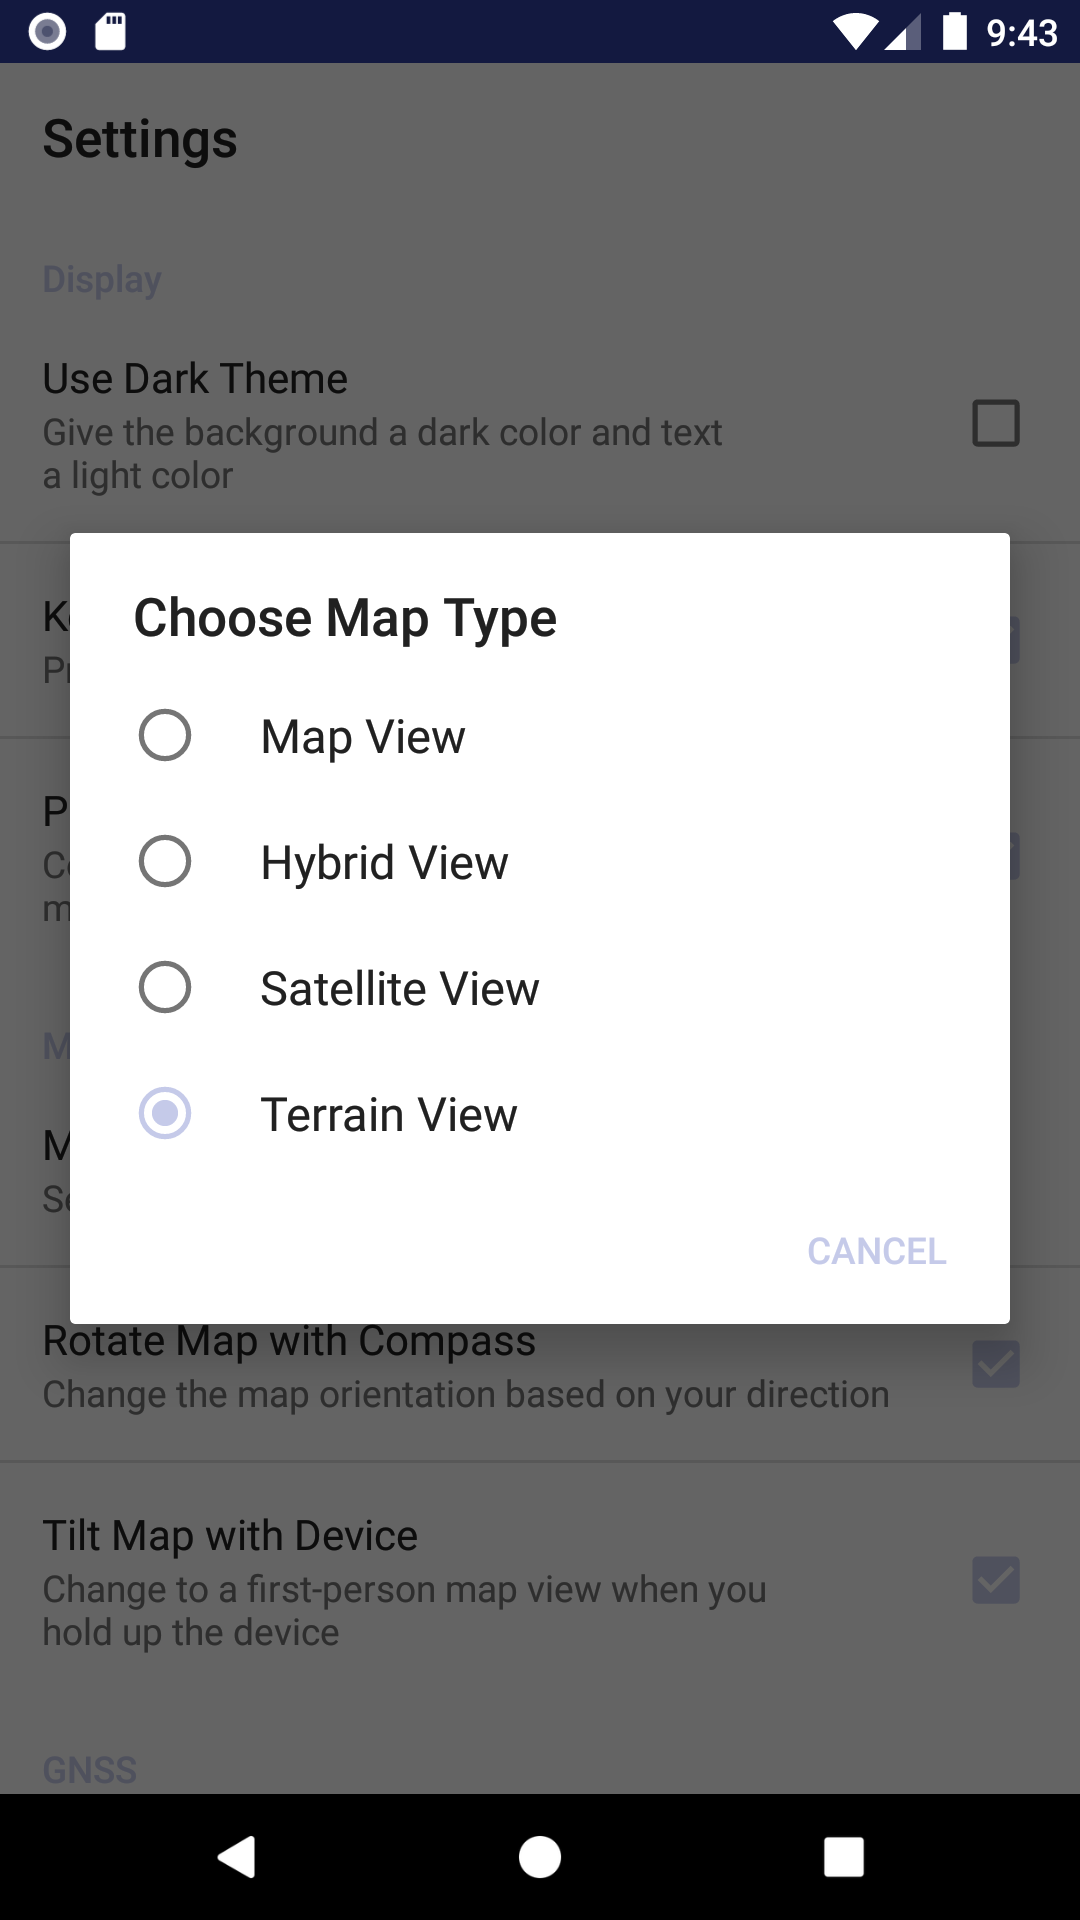 9:43
Settings
Display
Use Dark Theme
Give the background a dark color and text
a light color
Choose Map Type
Map View
Hybrid View
Satellite View
Terrain View
CANCEL
Rotate Map with Compass
Change the map orientation based on your direction
Tilt Map with Device
Change to a first-person map view when you
hold up the device
GNSS